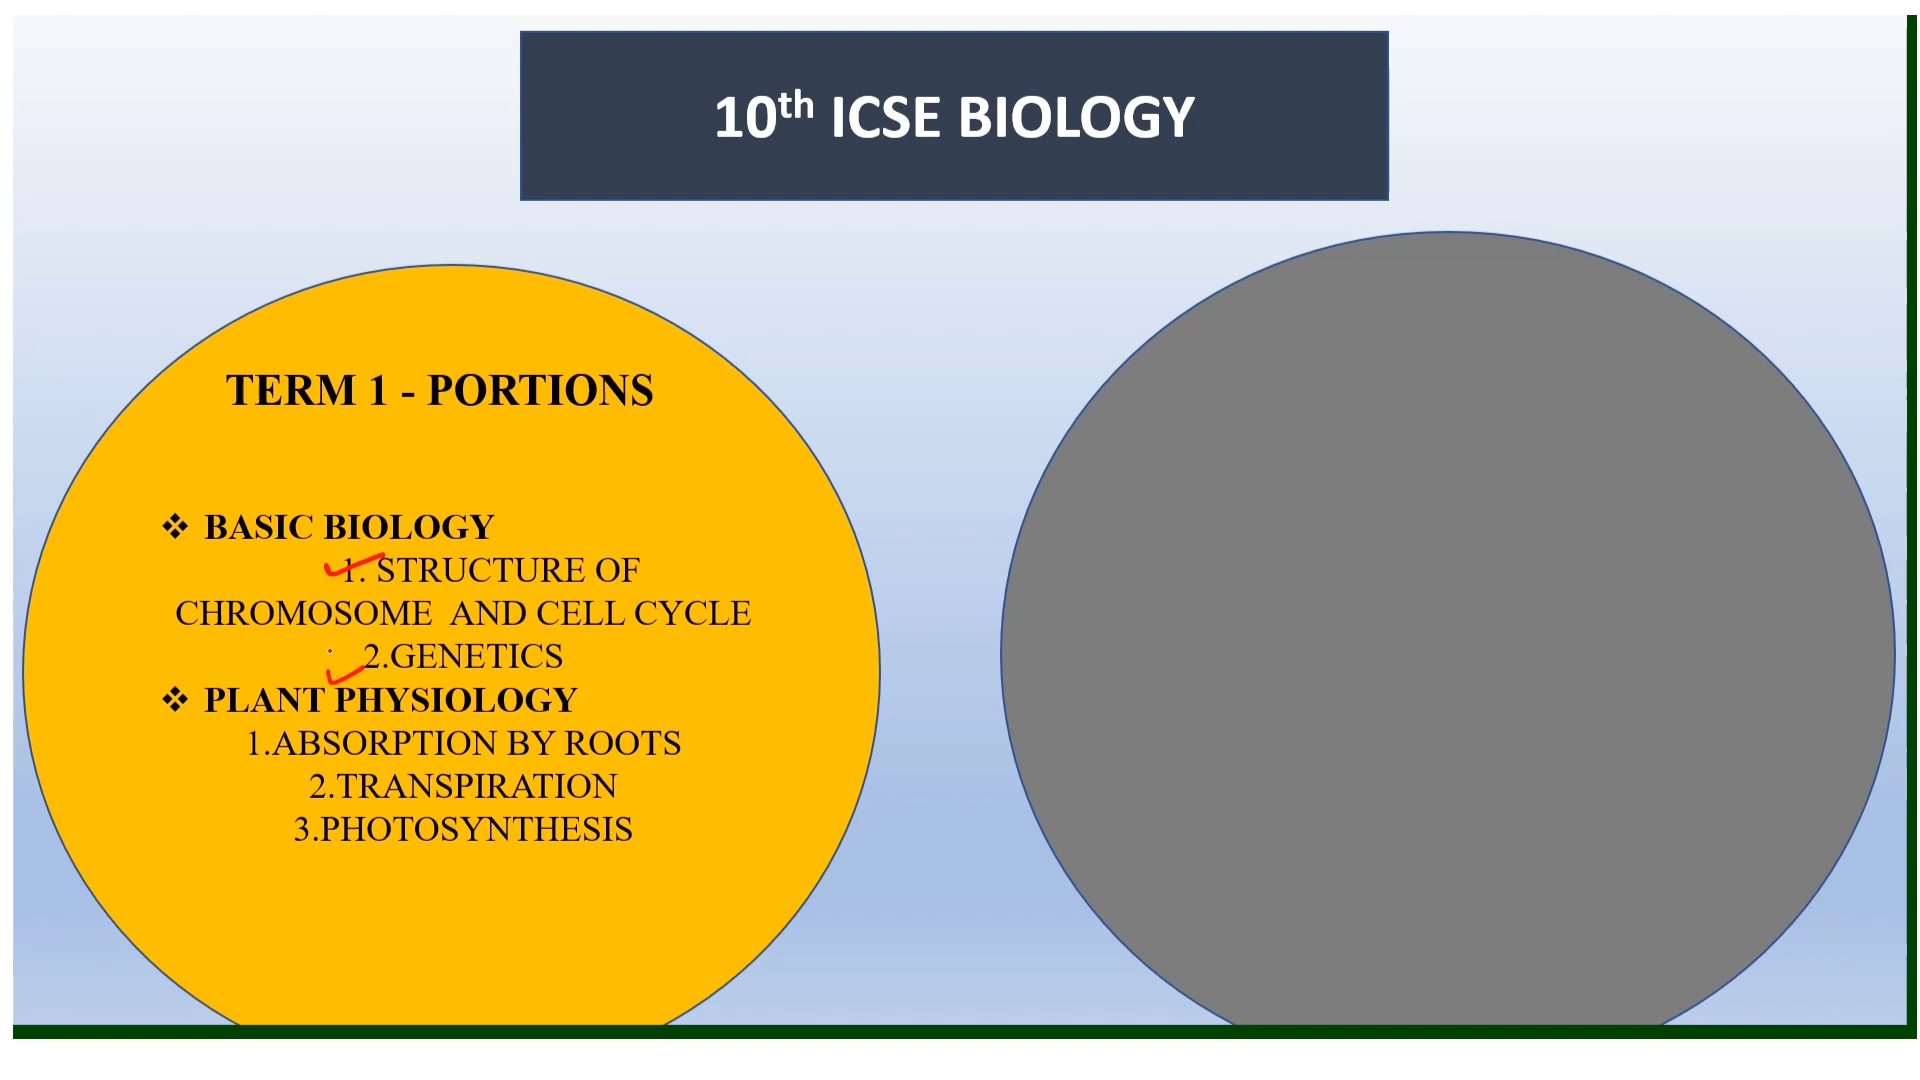 10th ICSE BIOLOGY
TERM 1 - PORTIONS
❖ BASIC BIOLOGY
1. STRUCTURE OF
CHROMOSOME AND CELL CYCLE
2.GENETICS
❖ PLANT PHYSIOLOGY
1.ABSORPTION BY ROOTS
2.TRANSPIRATION
3.PHOTOSYNTHESIS